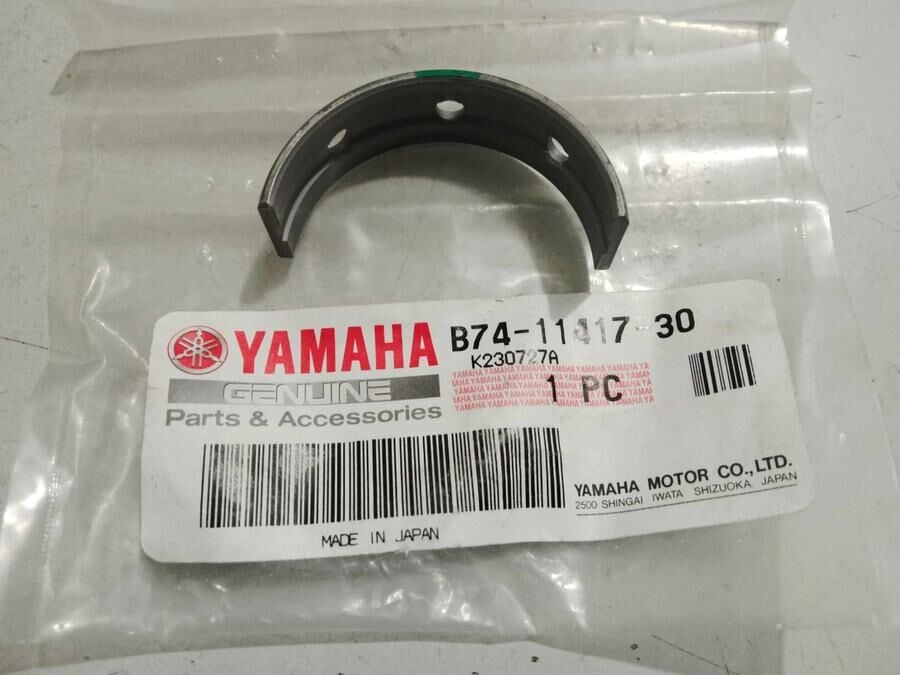 YAMAHA
B74-11417-30
K230727A
GENUINE
1 PC
Parts & Accessories
YAMAHA MOTOR CO.,LTD.
2500 SHINGAI IWATA SHIZUOKA JAPAN
MADE IN JAPAN